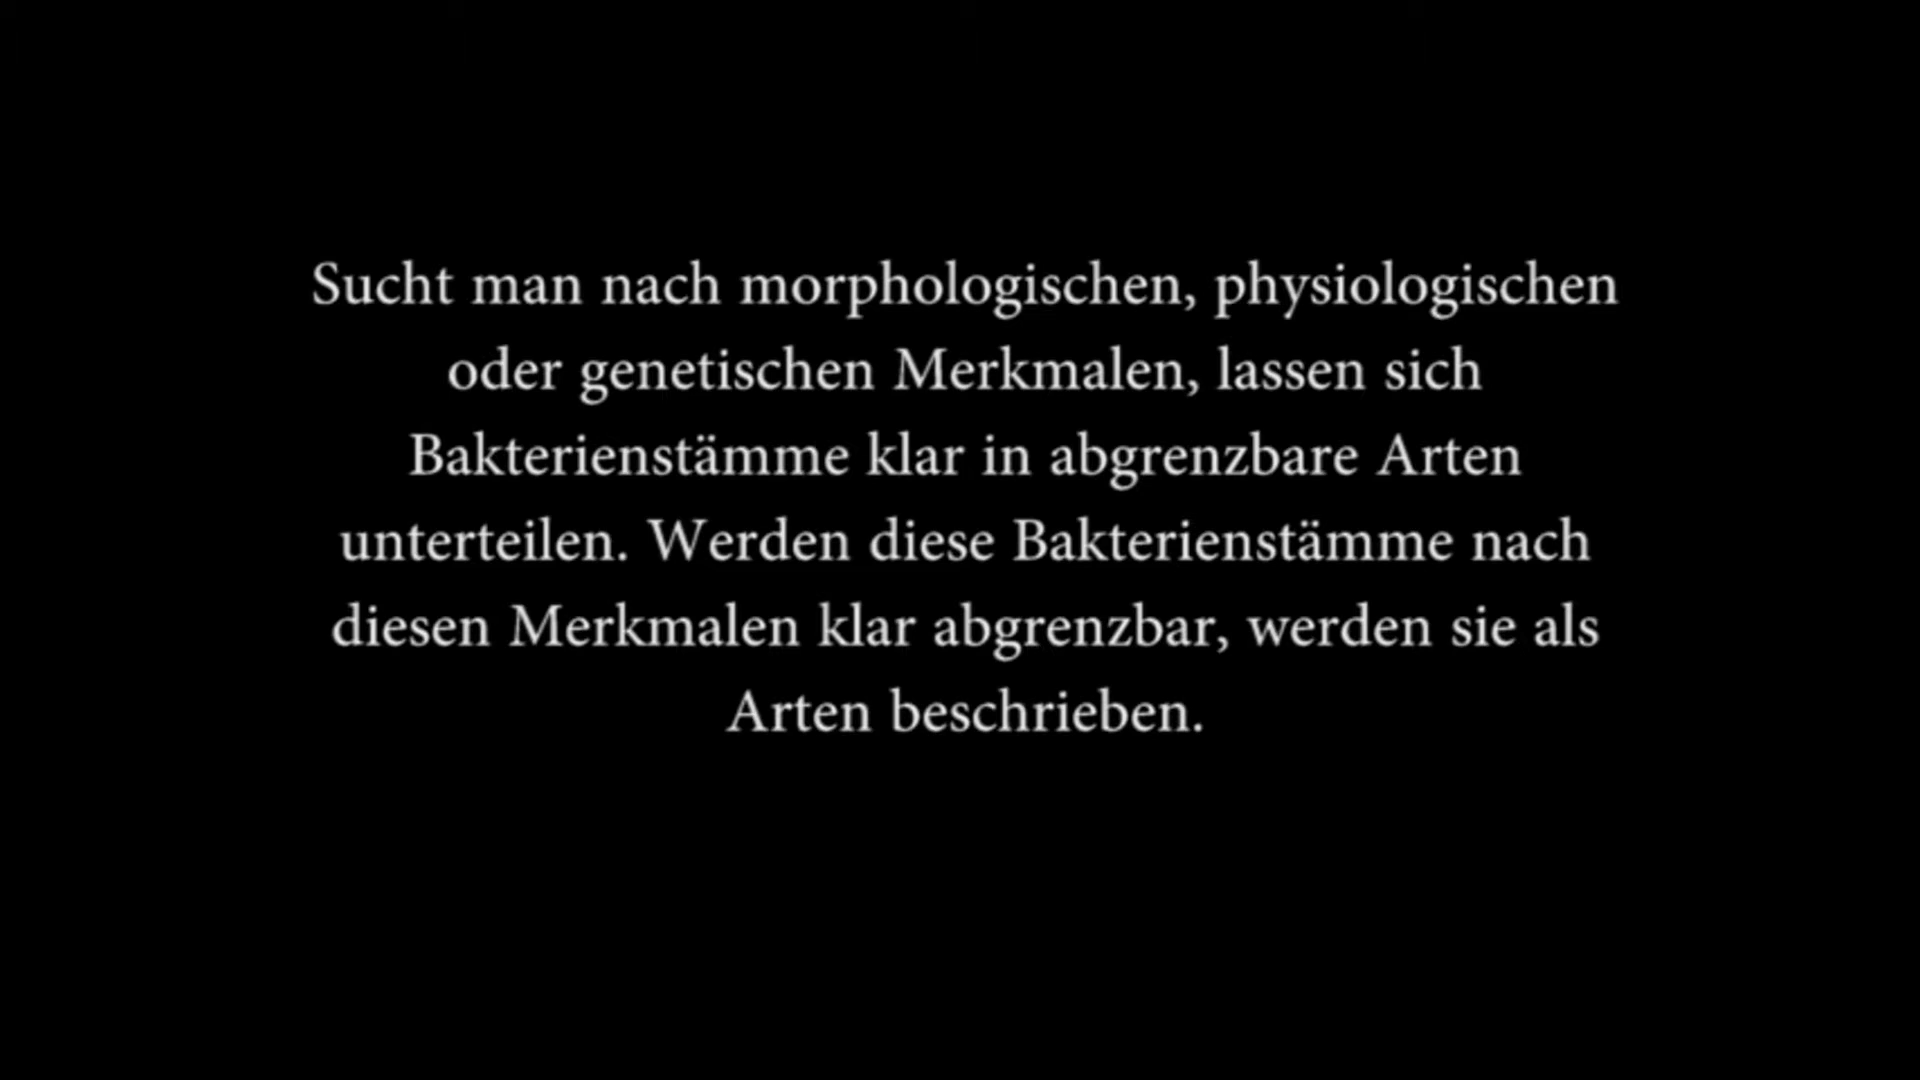 Sucht man nach morphologischen, physiologischen
oder genetischen Merkmalen, lassen sich
Bakterienstämme klar in abgrenzbare Arten
unterteilen. Werden diese Bakterienstämme nach
diesen Merkmalen klar abgrenzbar, werden sie als
Arten beschrieben.